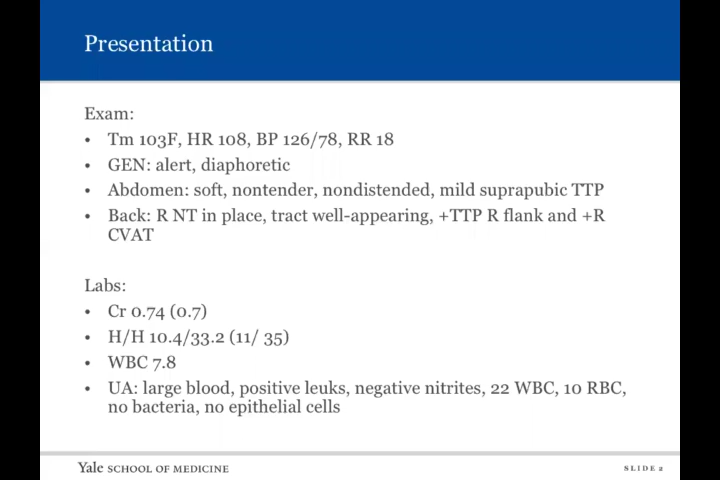 Presentation
Exam:
• Tm 103F, HR 108, BP 126/78, RR 18
• GEN: alert, diaphoretic
• Abdomen: soft, nontender, nondistended, mild suprapubic TTP
• Back: R NT in place, tract well-appearing, +TTP R flank and +R
CVAT
Labs:
• Cr 0.74 (0.7)
• H/H 10.4/33.2 (11/ 35)
• WBC 7.8
• UA: large blood, positive leuks, negative nitrites, 22 WBC, 10 RBC,
no bacteria, no epithelial cells
Yale SCHOOL OF MEDICINE
SLIDE 2